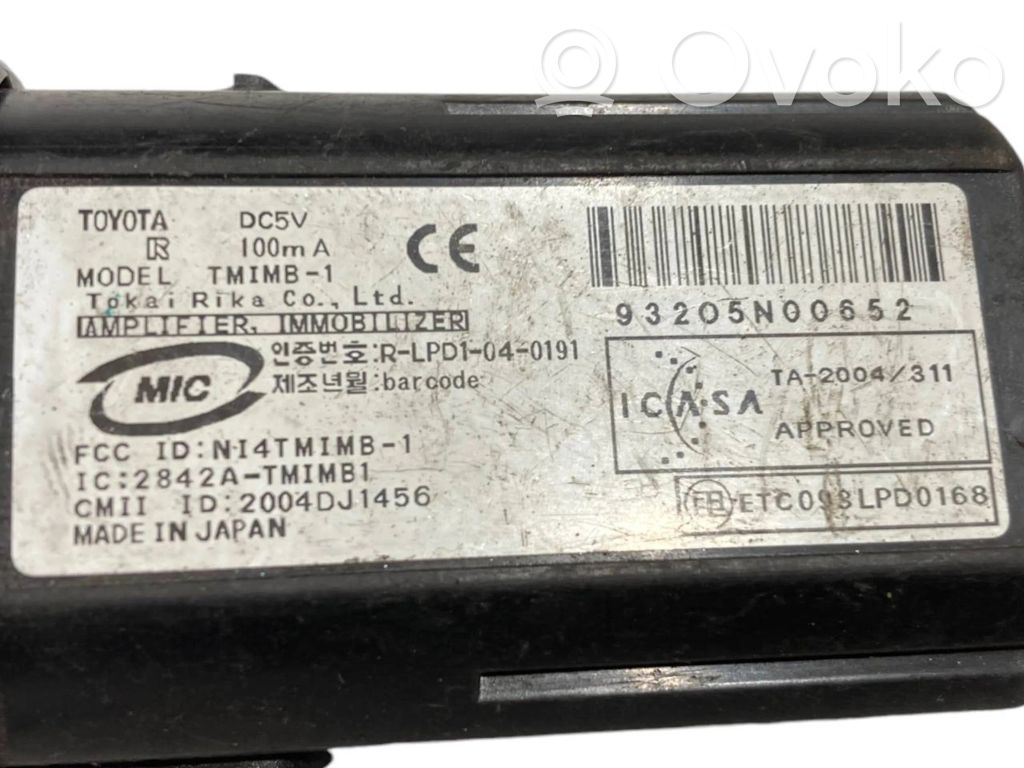 Ovoko
TOYOTA DC5V
R 100mA
MODEL TMIMB-1
Tokai Rika Co., Ltd.
AMPLIFIER, IMMOBILIZER
CE
MIC
인증번호:R-LPD1-04-0191
제조년월:barcode
FCC ID:NI4TMIMB-1
IC:2842A-TMIMB1
CMII ID:2004DJ1456
MADE IN JAPAN
93205N00652
ICASA
TA-2004/311
APPROVED
ETC093LPD0168